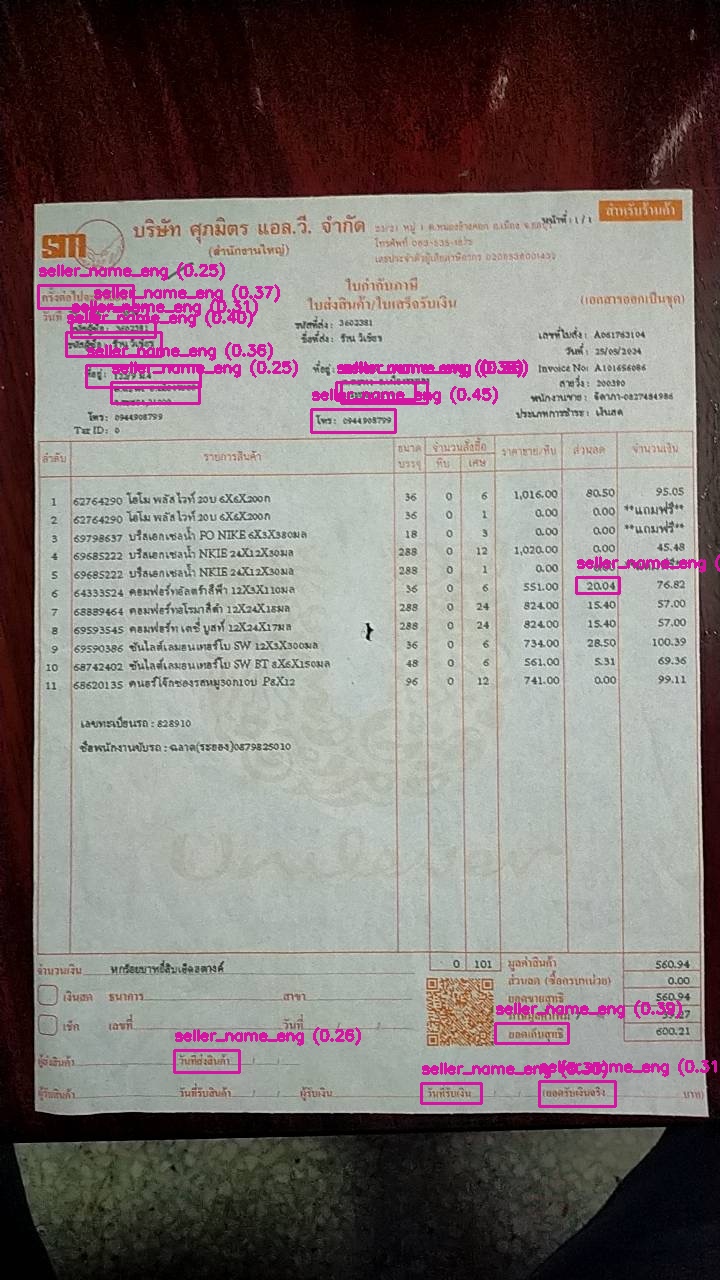 สำหรับร้านค้า
sm บริษัท ศุภมิตร แอล.วี. จำกัด
(สำนักงานใหญ่)
หน้าที่ : 1 / 1
seller_name_eng (0.25)
seller_name_eng (0.37)
seller_name_eng (0.31)
seller_name_eng (0.40)
ใบกำกับภาษี
ใบส่งสินค้า/ใบเสร็จรับเงิน
(เอกสารออกเป็นชุด)
วันที่
3602381
ร้าน วิเชียร
รหัสที่ส่ง : 3602381
ชื่อที่ส่ง : ร้าน วิเชียร
seller_name_eng (0.36)
seller_name_eng (0.25)
seller_name_eng (0.45)
ที่อยู่ :
ที่อยู่ :
โทร : 0944908799
Tax ID : 0
โทร : 0944908799
เลขที่ใบสั่ง : A061763104
วันที่ : 25/09/2024
Invoice No: A101656086
สายวิ่ง : 200390
พนักงานขาย : จิดาภา-0827484986
ประเภทการชำระ : เงินสด
ลำดับ รายการสินค้า ขนาดบรรจุ จำนวนสั่งซื้อ หีบ เศษ ราคาขาย/หีบ ส่วนลด จำนวนเงิน
1 62764290 โอโม พลัส ไวท์ 20บ 6X6X200ก 36 0 6 1,016.00 80.50 95.05
2 62764290 โอโม พลัส ไวท์ 20บ 6X6X200ก 36 0 1 0.00 0.00 **แถมฟรี**
3 69798637 บรีสเอกเซลน้ำ PO NIKE 6X3X380มล 18 0 3 0.00 0.00 **แถมฟรี**
4 69685222 บรีสเอกเซลน้ำ NKIE 24X12X30มล 288 0 12 1,020.00 0.00 45.48
5 69685222 บรีสเอกเซลน้ำ NKIE 24X12X30มล 288 0 1 0.00
seller_name_eng (
6 64333524 คอมฟอร์ทอัลตร้าสีฟ้า 12X3X110มล 36 0 6 551.00 20.04 76.82
7 68889464 คอมฟอร์ทอโรมาสีดำ 12X24X18มล 288 0 24 824.00 15.40 57.00
8 69593545 คอมฟอร์ท เดซี่ บูสท์ 12X24X17มล 288 0 24 824.00 15.40 57.00
9 69590386 ซันไลต์เลมอนเทอร์โบ SW 12X3X300มล 36 0 6 734.00 28.50 100.39
10 68742402 ซันไลต์เลมอนเทอร์โบ SW BT 8X6X150มล 48 0 6 561.00 5.31 69.36
11 68620135 คนอร์โจ๊กซองรสหมู30ก10บ P8X12 96 0 12 741.00 0.00 99.11
เลขทะเบียนรถ : 828910
ชื่อพนักงานขับรถ : ฉลาด(ระยอง)0879825010
Unilever
0 101 มูลค่าสินค้า 560.94
จำนวนเงิน หกร้อยบาทยี่สิบเอ็ดสตางค์
ส่วนลด (ซื้อครบหน่วย) 0.00
เงินสด ธนาคาร สาขา
ยอดขายสุทธิ 560.94
seller_name_eng (0.39)
เช็ค เลขที่ วันที่ / /
39.27
ยอดเก็บสุทธิ 600.21
seller_name_eng (0.26)
ผู้ส่งสินค้า วันที่ส่งสินค้า / /
seller_name_eng (0.31
ผู้รับสินค้า วันที่รับสินค้า / / ผู้รับเงิน วันที่รับเงิน / / (ยอดรับเงินจริง บาท)